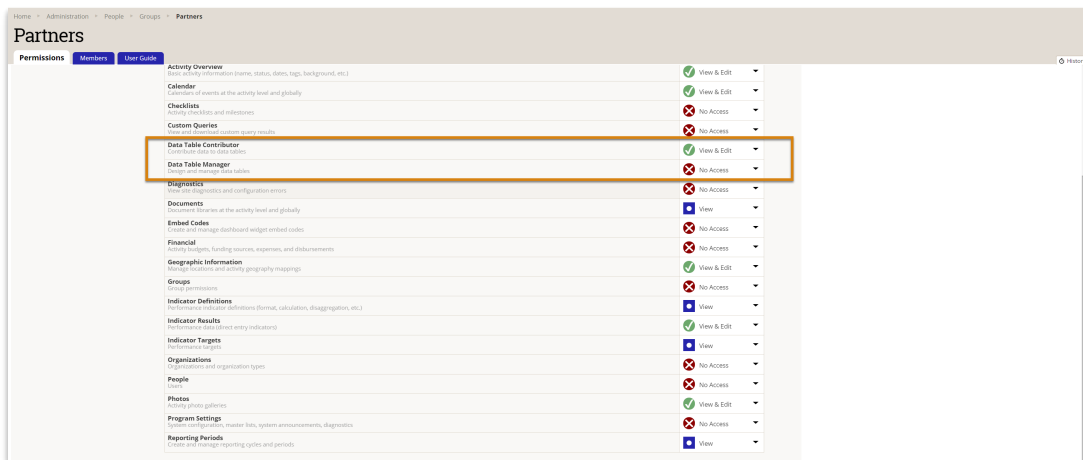 Home Administration People Groups Partners
Partners
Permissions Members User Guide
Histor
Activity Overview
Basic activity information (name, status, dates, tags, background, etc.)
View & Edit
Calendar
Calendars of events at the activity level and globally
View & Edit
Checklists
Activity checklists and milestones
No Access
Custom Queries
View and download custom query results
No Access
Data Table Contributor
Contribute data to data tables
View & Edit
Data Table Manager
Design and manage data tables
No Access
Diagnostics
View site diagnostics and configuration errors
No Access
Documents
Document libraries at the activity level and globally
View
Embed Codes
Create and manage dashboard widget embed codes
No Access
Financial
Activity budgets, funding sources, expenses, and disbursements
No Access
Geographic Information
Manage locations and activity geography mappings
View & Edit
Groups
Group permissions
No Access
Indicator Definitions
Performance indicator definitions (format, calculation, disaggregation, etc.)
View
Indicator Results
Performance data (direct entry indicators)
View & Edit
Indicator Targets
Performance targets
View
Organizations
Organizations and organization types
No Access
People
Users
No Access
Photos
Activity photo galleries
View & Edit
Program Settings
System configuration, master lists, system announcements, diagnostics
No Access
Reporting Periods
Create and manage reporting cycles and periods
View